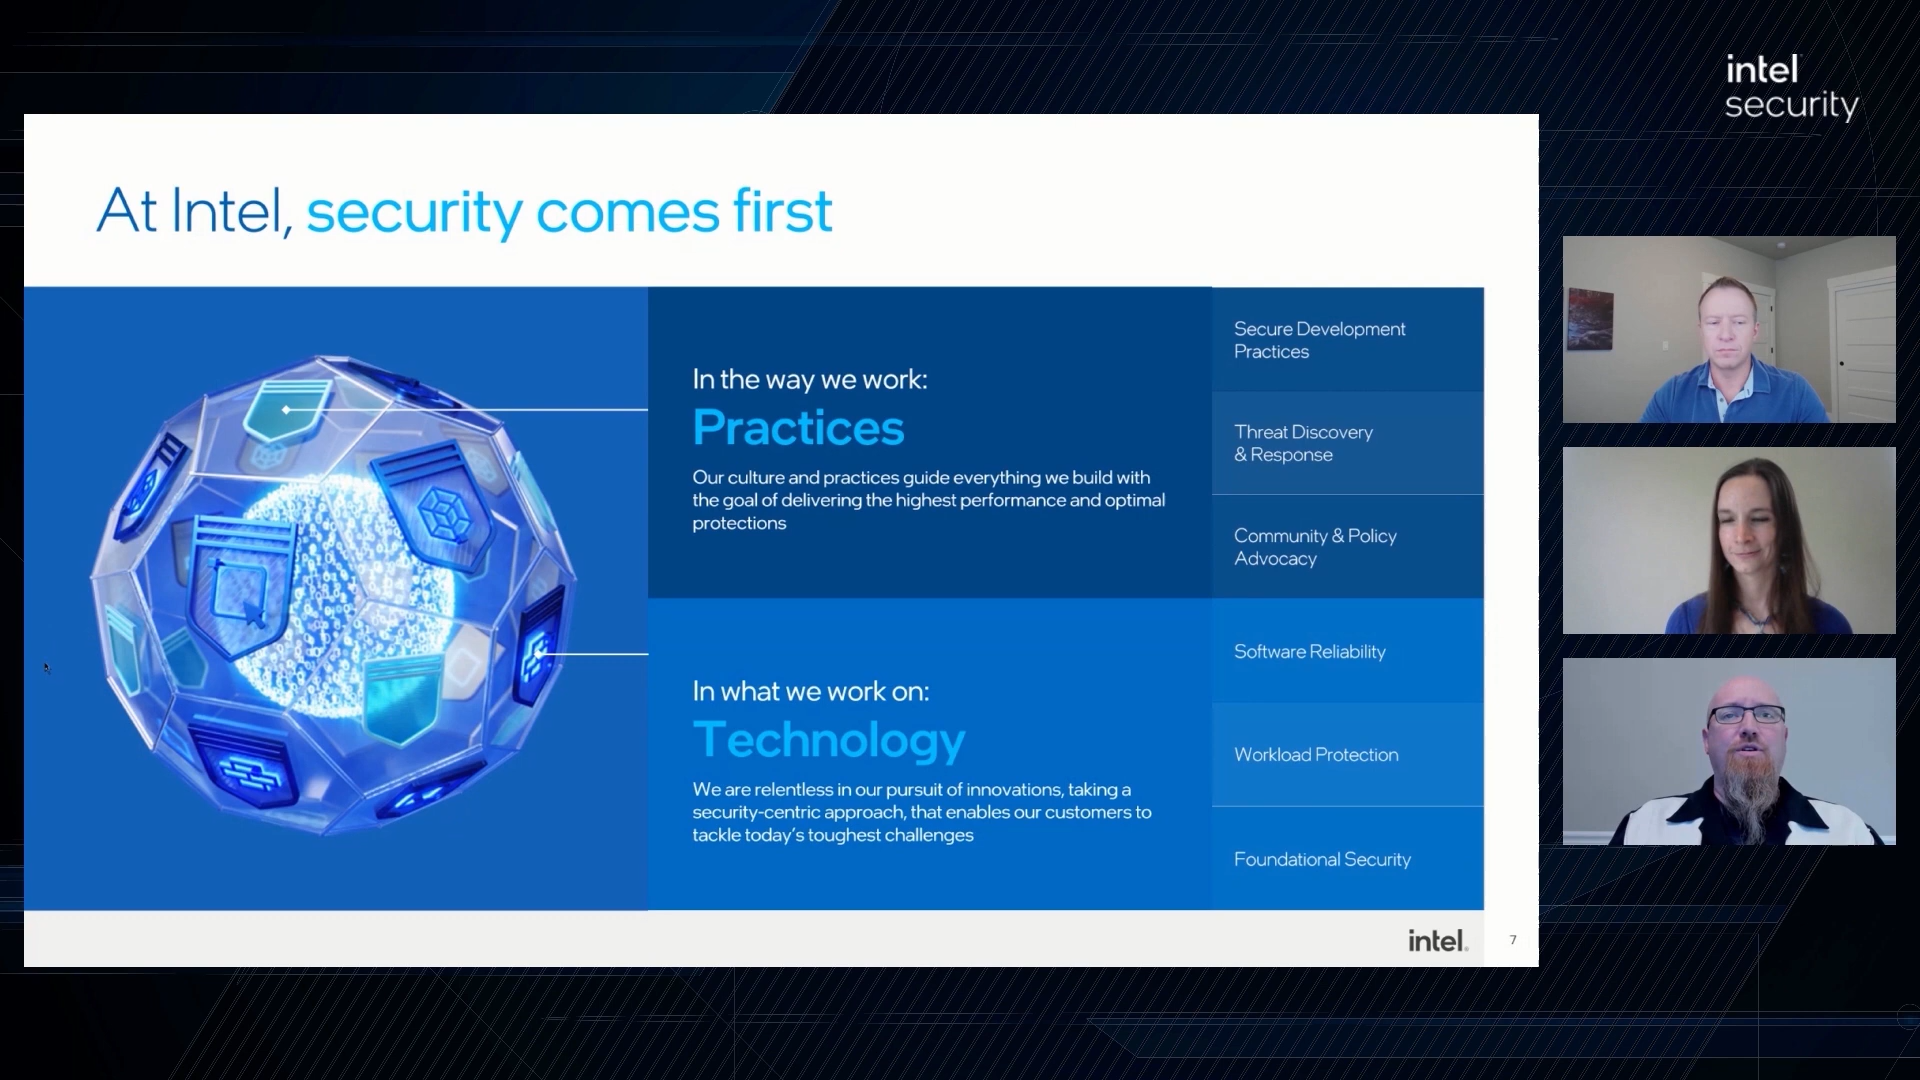 intel
security
At Intel, security comes first
In the way we work:
Practices
Our culture and practices guide everything we build with
the goal of delivering the highest performance and optimal
protections
Secure Development
Practices
Threat Discovery
& Response
Community & Policy
Advocacy
In what we work on:
Technology
We are relentless in our pursuit of innovations, taking a
security-centric approach, that enables our customers to
tackle today's toughest challenges
Software Reliability
Workload Protection
Foundational Security
intel.
7